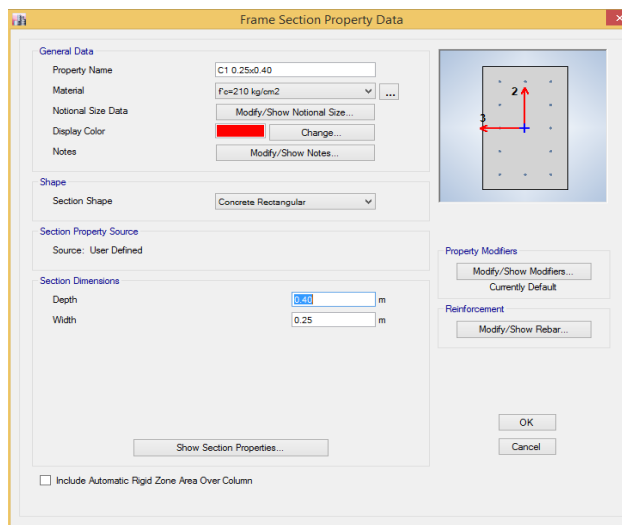 Frame Section Property Data
General Data
Property Name
C1 0.25x0.40
Material
f'c=210 kg/cm2
...
Notional Size Data
Modify/Show Notional Size...
Display Color
Change...
Notes
Modify/Show Notes...
Shape
Section Shape
Concrete Rectangular
Section Property Source
Source: User Defined
Section Dimensions
Depth
0.40
m
Width
0.25
m
Show Section Properties...
Include Automatic Rigid Zone Area Over Column
2
3
Property Modifiers
Modify/Show Modifiers...
Currently Default
Reinforcement
Modify/Show Rebar...
OK
Cancel